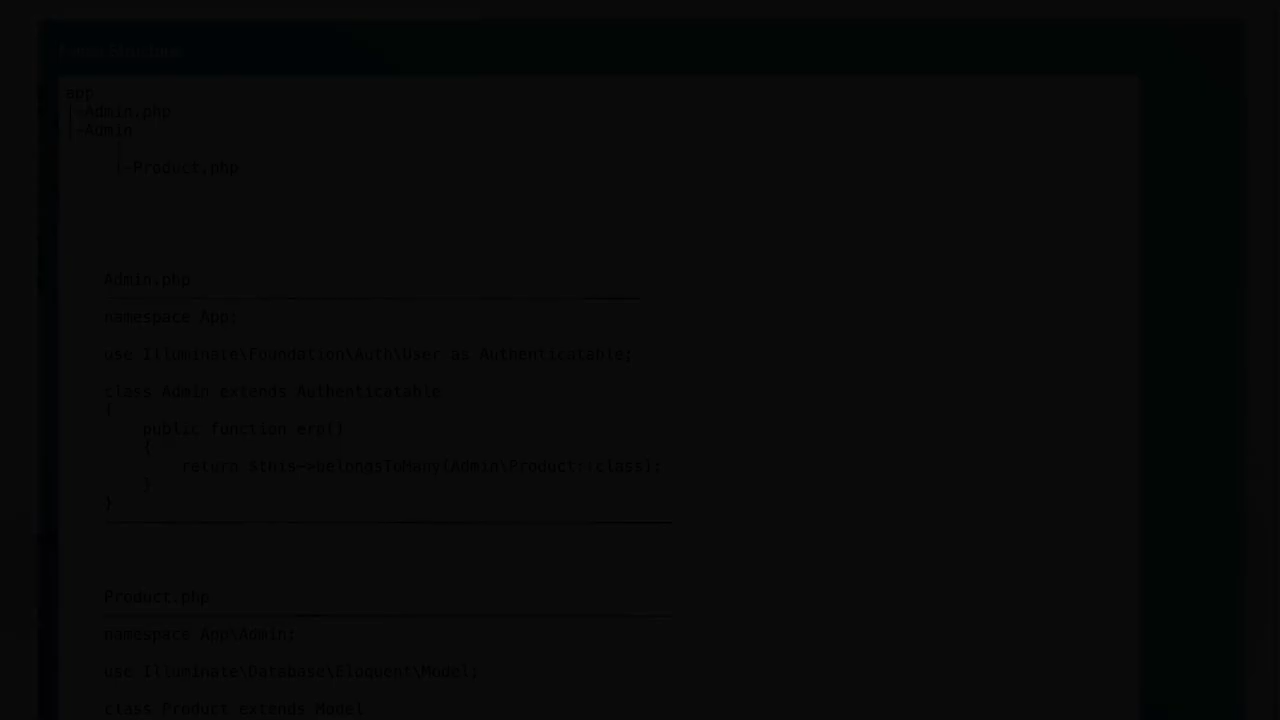 app
|-Admin.php
|-Admin
|
|-Product.php
Admin.php
namespace App;
use Illuminate\Foundation\Auth\User as Authenticatable;
class Admin extends Authenticatable
{
public function erp()
{
return $this->belongsToMany(Admin\Product::class);
}
}
Product.php
namespace App\Admin;
use Illuminate\Database\Eloquent\Model;
class Product extends Model